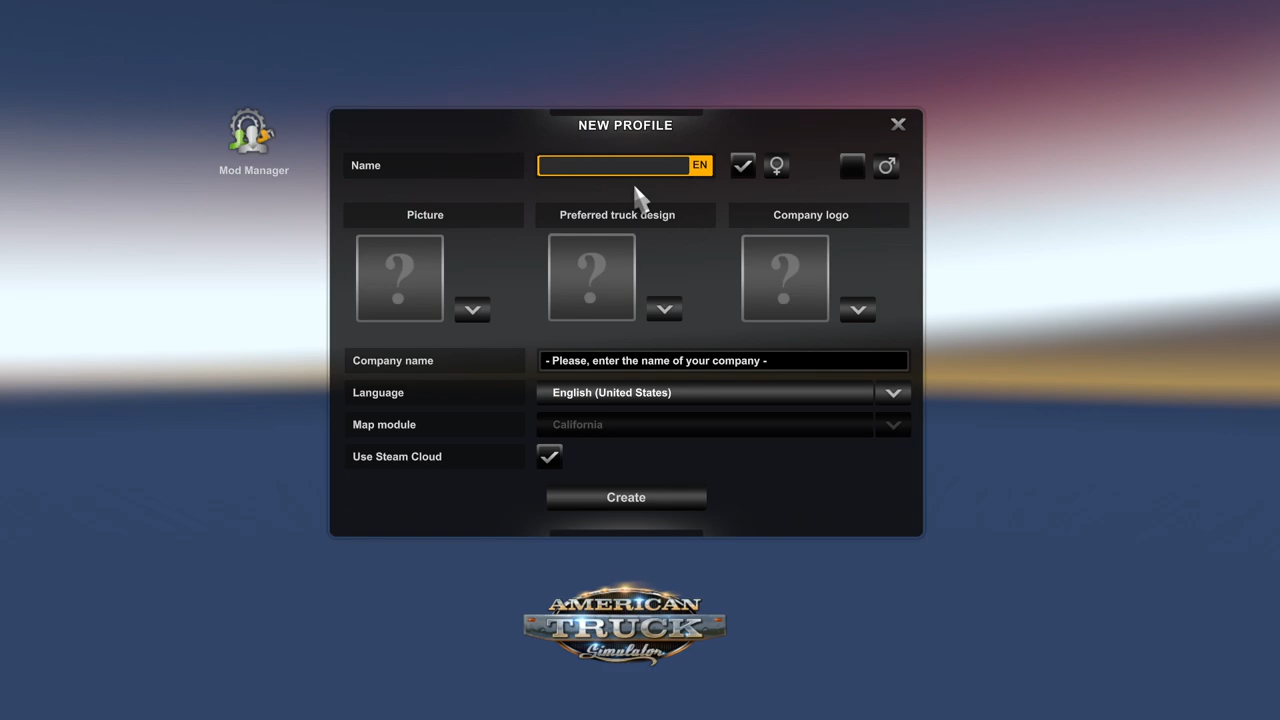 NEW PROFILE
Mod Manager
Name
EN
Picture
Preferred truck design
Company logo
?
?
?
Company name
- Please, enter the name of your company -
Language
English (United States)
Map module
California
Use Steam Cloud
Create
AMERICAN
TRUCK
Simulator